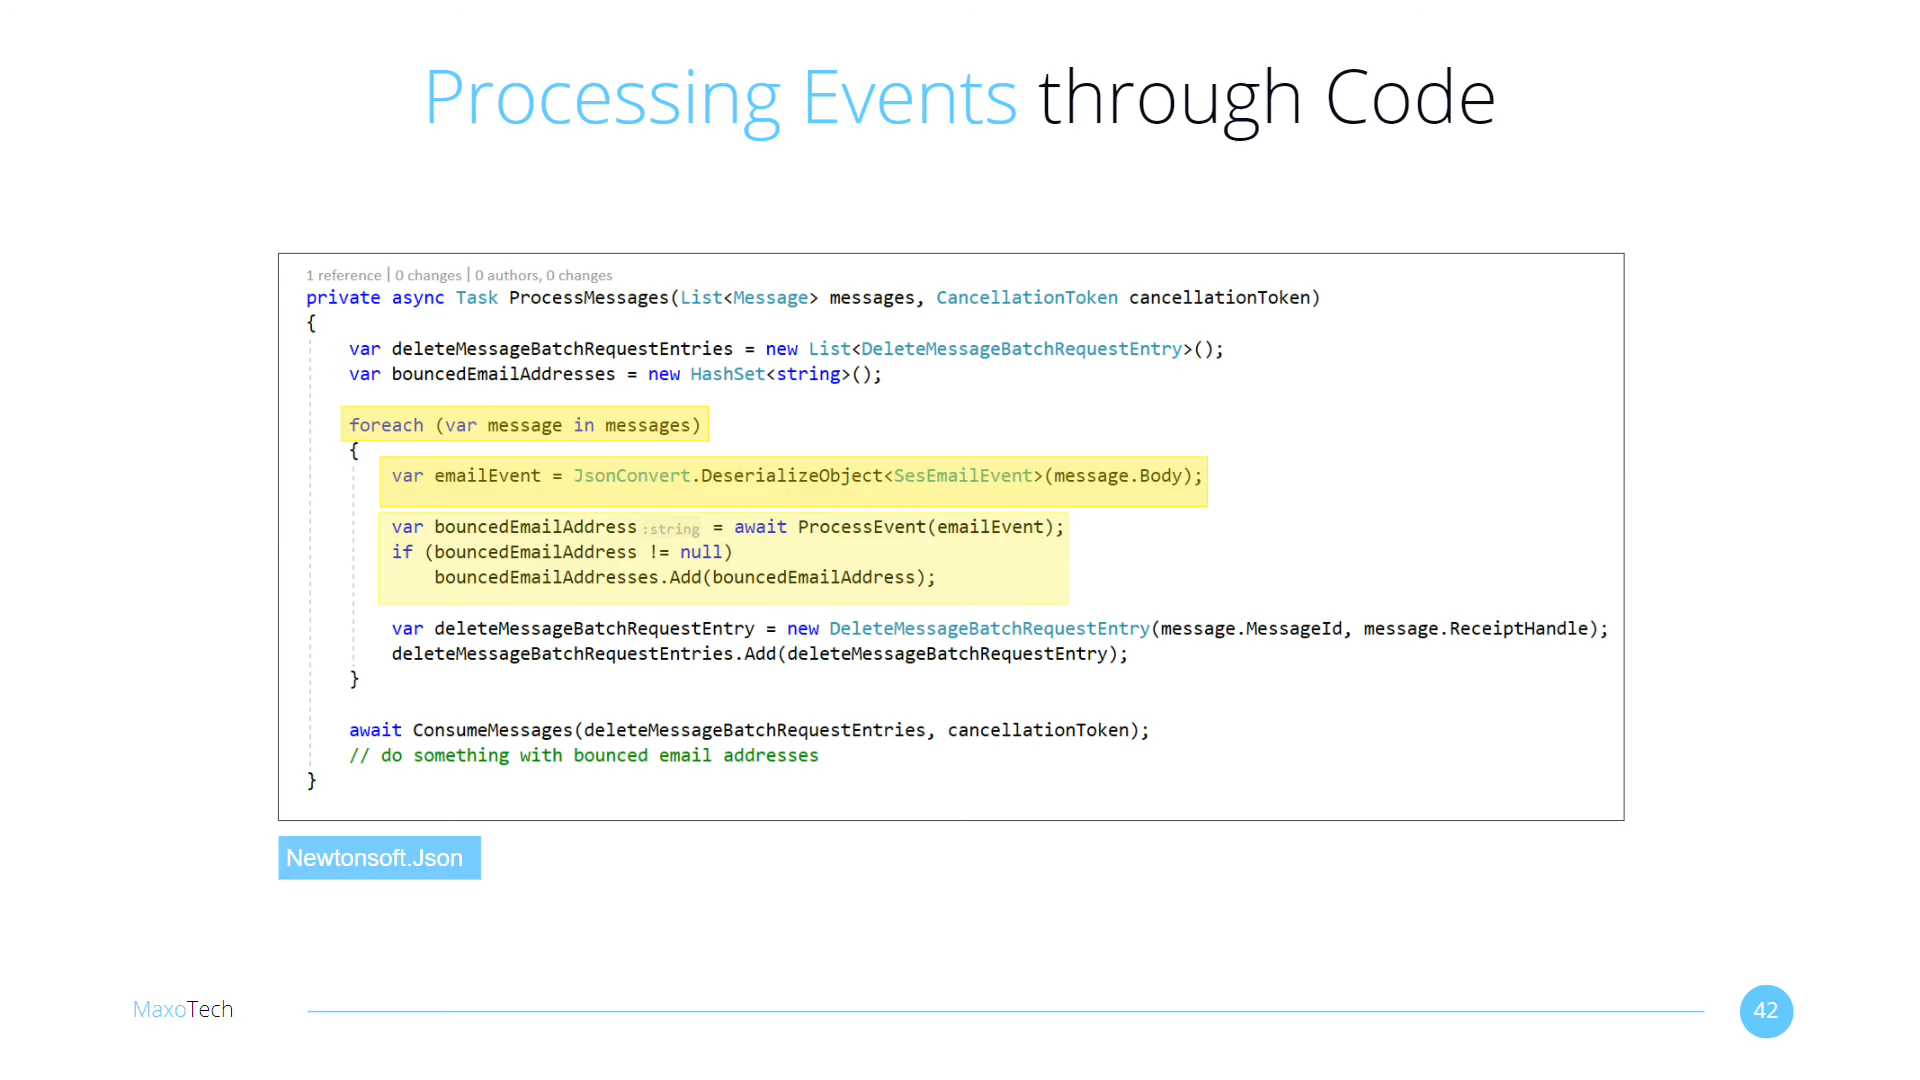 Processing Events through Code
1 reference | 0 changes | 0 authors, 0 changes
private async Task ProcessMessages(List<Message> messages, CancellationToken cancellationToken)
{
var deleteMessageBatchRequestEntries = new List<DeleteMessageBatchRequestEntry>();
var bouncedEmailAddresses = new HashSet<string>();
foreach (var message in messages)
{
var emailEvent = JsonConvert.DeserializeObject<SesEmailEvent>(message.Body);
var bouncedEmailAddress :string = await ProcessEvent(emailEvent);
if (bouncedEmailAddress != null)
bouncedEmailAddresses.Add(bouncedEmailAddress);
var deleteMessageBatchRequestEntry = new DeleteMessageBatchRequestEntry(message.MessageId, message.ReceiptHandle);
deleteMessageBatchRequestEntries.Add(deleteMessageBatchRequestEntry);
}
await ConsumeMessages(deleteMessageBatchRequestEntries, cancellationToken);
// do something with bounced email addresses
}
Newtonsoft.Json
MaxoTech
42